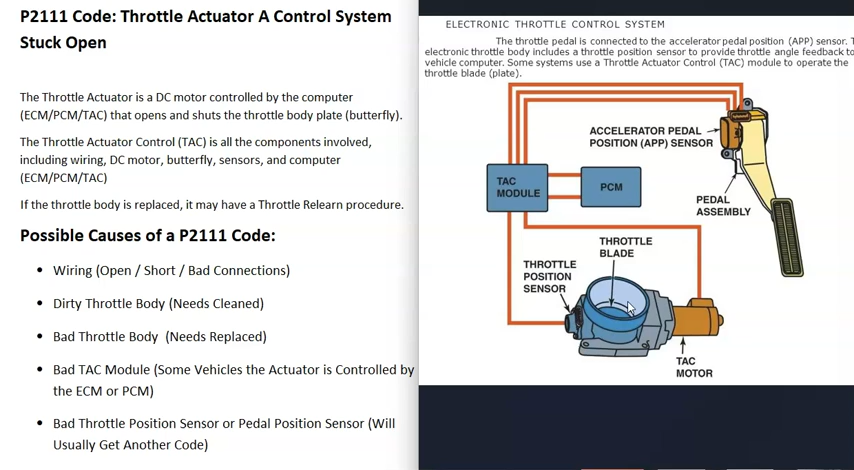 P2111 Code: Throttle Actuator A Control System
Stuck Open
The Throttle Actuator is a DC motor controlled by the computer
(ECM/PCM/TAC) that opens and shuts the throttle body plate (butterfly).
The Throttle Actuator Control (TAC) is all the components involved,
including wiring, DC motor, butterfly, sensors, and computer
(ECM/PCM/TAC)
If the throttle body is replaced, it may have a Throttle Relearn procedure.
Possible Causes of a P2111 Code:
• Wiring (Open / Short / Bad Connections)
• Dirty Throttle Body (Needs Cleaned)
• Bad Throttle Body (Needs Replaced)
• Bad TAC Module (Some Vehicles the Actuator is Controlled by
the ECM or PCM)
• Bad Throttle Position Sensor or Pedal Position Sensor (Will
Usually Get Another Code)
ELECTRONIC THROTTLE CONTROL SYSTEM
The throttle pedal is connected to the accelerator pedal position (APP) sensor. T
electronic throttle body includes a throttle position sensor to provide throttle angle feedback to
vehicle computer. Some systems use a Throttle Actuator Control (TAC) module to operate the
throttle blade (plate).
ACCELERATOR PEDAL
POSITION (APP) SENSOR
TAC
MODULE
PCM
PEDAL
ASSEMBLY
THROTTLE
BLADE
THROTTLE
POSITION
SENSOR
TAC
MOTOR